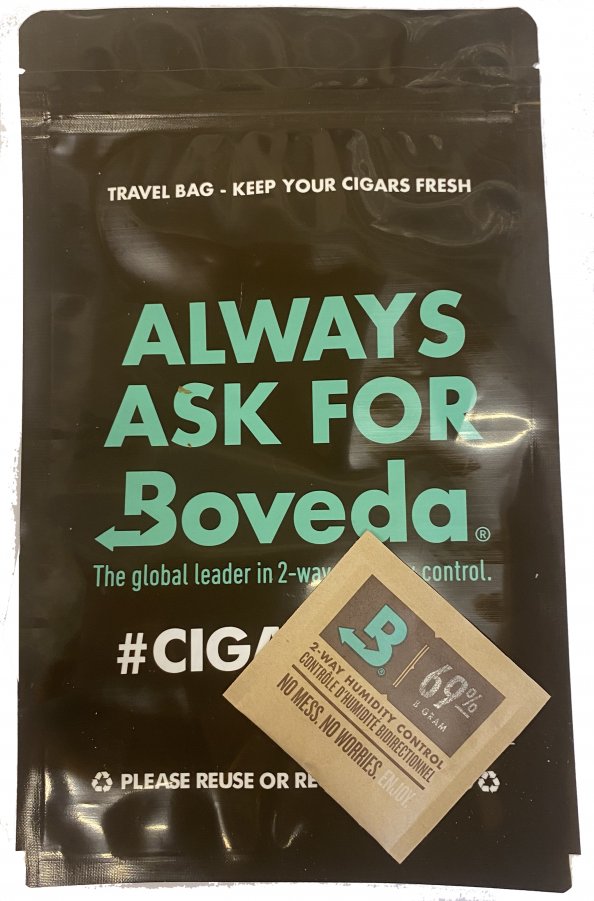 TRAVEL BAG - KEEP YOUR CIGARS FRESH
ALWAYS
ASK FOR
Boveda®
The global leader in 2-way control.
#CIGA
PLEASE REUSE OR RE
B®
69%
8 GRAM
2-WAY HUMIDITY CONTROL
CONTRÔLE D'HUMIDITÉ BIDIRECTIONNEL
NO MESS. NO WORRIES. ENJOY.